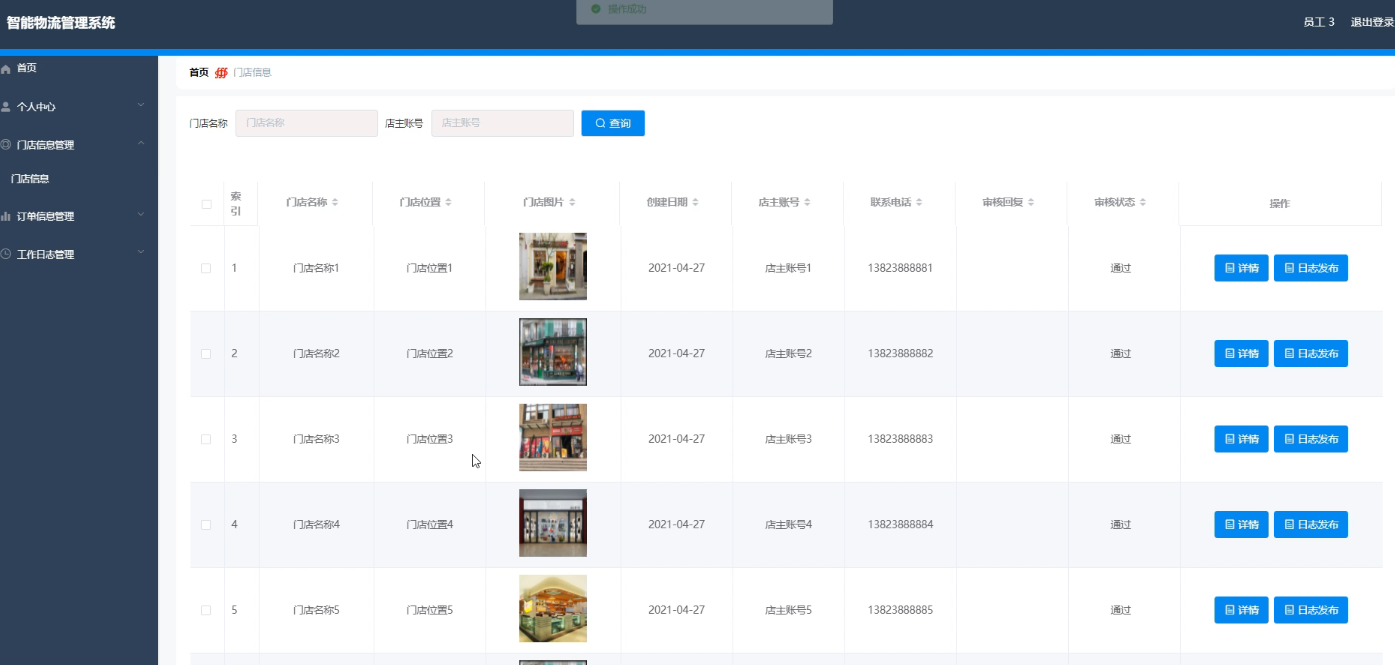 操作成功
智能物流管理系统
员工 3 退出登录
首页
个人中心
门店信息管理
门店信息
订单信息管理
工作日志管理
首页 门店信息
门店名称 门店名称 店主账号 店主账号 查询
索引 门店名称 门店位置 门店图片 创建日期 店主账号 联系电话 审核回复 审核状态 操作
1 门店名称1 门店位置1 2021-04-27 店主账号1 13823888881 通过 详情 日志发布
2 门店名称2 门店位置2 2021-04-27 店主账号2 13823888882 通过 详情 日志发布
3 门店名称3 门店位置3 2021-04-27 店主账号3 13823888883 通过 详情 日志发布
4 门店名称4 门店位置4 2021-04-27 店主账号4 13823888884 通过 详情 日志发布
5 门店名称5 门店位置5 2021-04-27 店主账号5 13823888885 通过 详情 日志发布